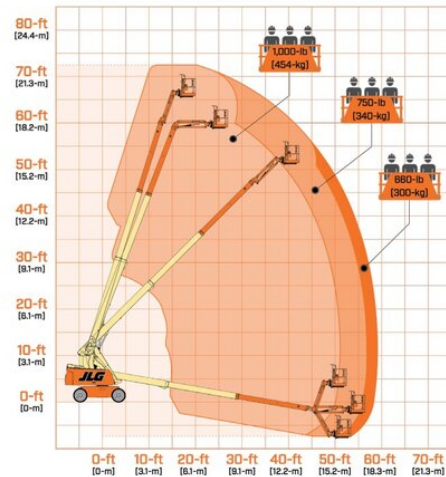 80-ft
[24.4-m]
70-ft
[21.3-m]
60-ft
[18.2-m]
50-ft
[15.2-m]
40-ft
[12.2-m]
30-ft
[9.1-m]
20-ft
[6.1-m]
10-ft
[3.1-m]
0-ft
[0-m]
1,000-lb
(454-kg)
750-lb
(340-kg)
660-lb
(300-kg)
JLG
0-ft 10-ft 20-ft 30-ft 40-ft 50-ft 60-ft 70-ft
[0-m] [3.1-m] [6.1-m] [9.1-m] [12.2-m] [15.2-m] [18.3-m] [21.3-m]